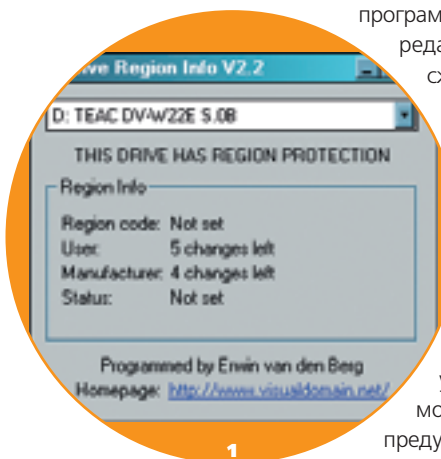 програм
реда
сх
Drive Region Info V2.2
D: TEAC DV-W22E S.0B
THIS DRIVE HAS REGION PROTECTION
Region Info
Region code: Not set
User: 5 changes left
Manufacturer: 4 changes left
Status: Not set
Programmed by Erwin van den Berg
Homepage: http://www.visualdomain.net/
у
мо
преду
1